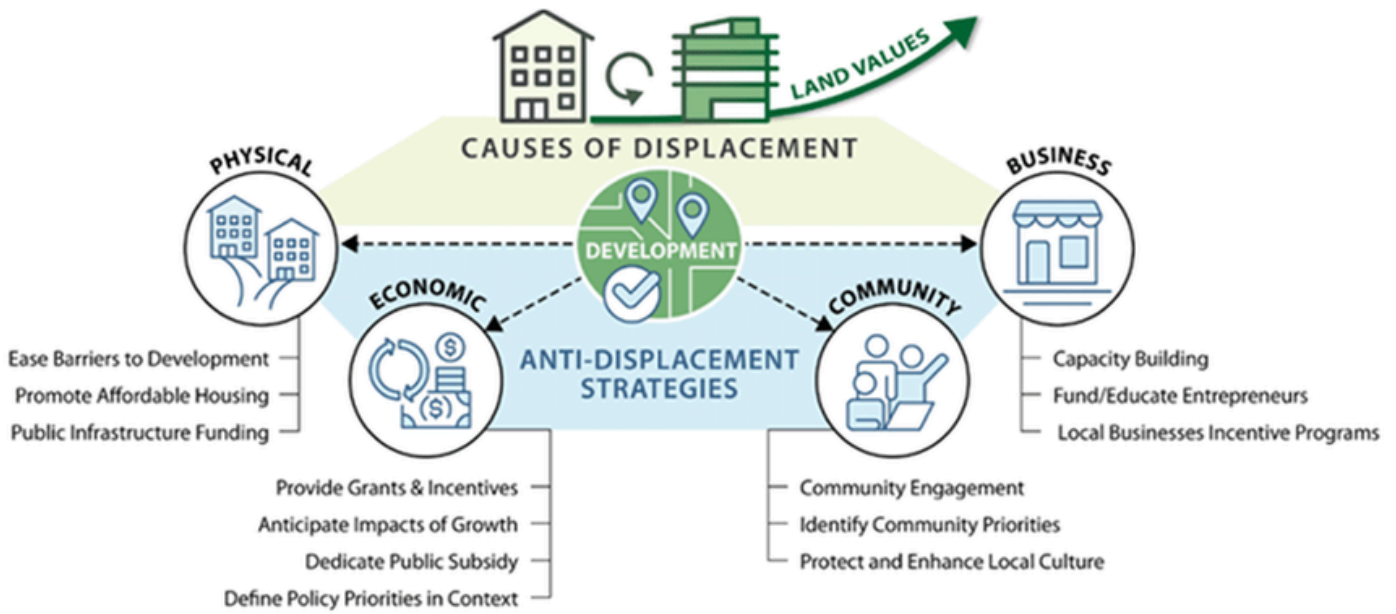 LAND VALUES
CAUSES OF DISPLACEMENT
PHYSICAL
BUSINESS
DEVELOPMENT
ECONOMIC
COMMUNITY
ANTI-DISPLACEMENT
STRATEGIES
$
($)
Ease Barriers to Development
Promote Affordable Housing
Public Infrastructure Funding
Capacity Building
Fund/Educate Entrepreneurs
Local Businesses Incentive Programs
Provide Grants & Incentives
Anticipate Impacts of Growth
Dedicate Public Subsidy
Define Policy Priorities in Context
Community Engagement
Identify Community Priorities
Protect and Enhance Local Culture